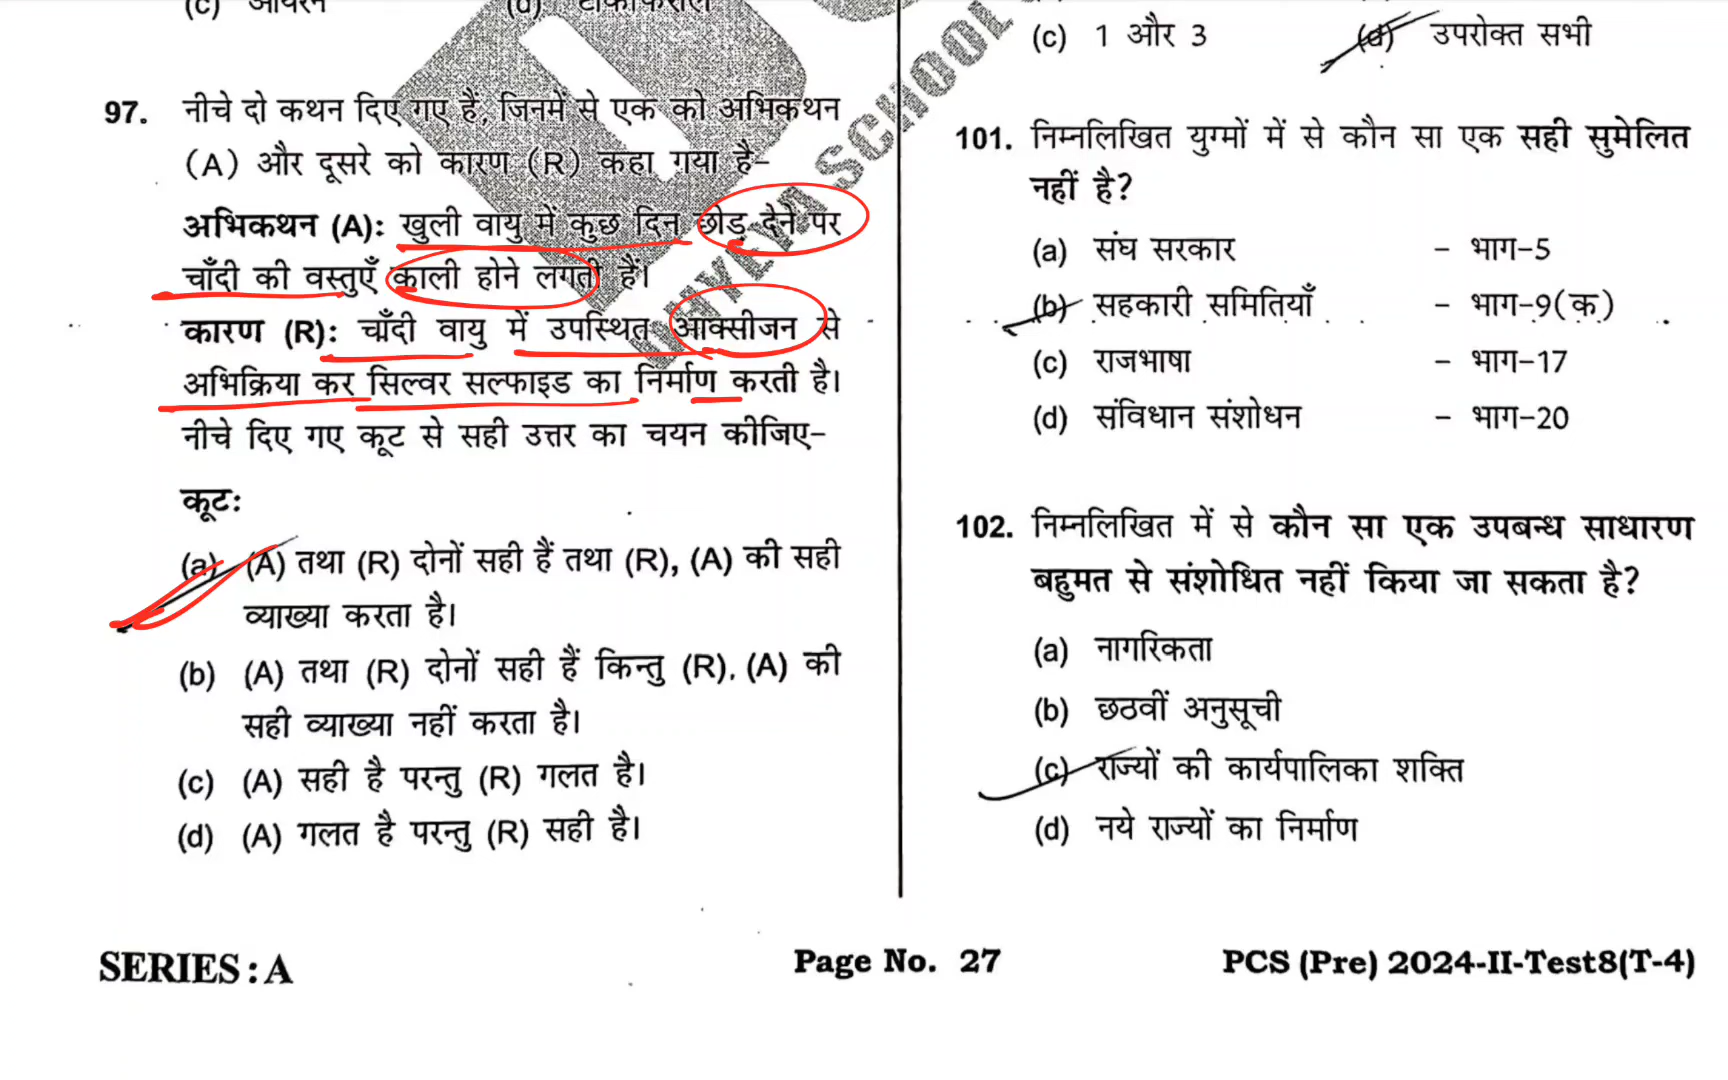 97. नीचे दो कथन दिए गए हैं, जिनमें से एक को अभिकथन
(A) और दूसरे को कारण (R) कहा गया है–
अभिकथन (A): खुली वायु में कुछ दिन छोड़ देने पर
चाँदी की वस्तुएँ काली होने लगती हैं।
कारण (R): चाँदी वायु में उपस्थित आक्सीजन से
अभिक्रिया कर सिल्वर सल्फाइड का निर्माण करती है।
नीचे दिए गए कूट से सही उत्तर का चयन कीजिए–
कूटः
(a) (A) तथा (R) दोनों सही हैं तथा (R), (A) की सही
व्याख्या करता है।
(b) (A) तथा (R) दोनों सही हैं किन्तु (R), (A) की
सही व्याख्या नहीं करता है।
(c) (A) सही है परन्तु (R) गलत है।
(d) (A) गलत है परन्तु (R) सही है।
(c) 1 और 3 (d) उपरोक्त सभी
101. निम्नलिखित युग्मों में से कौन सा एक सही सुमेलित
नहीं है?
(a) संघ सरकार – भाग-5
(b) सहकारी समितियाँ – भाग-9(क)
(c) राजभाषा – भाग-17
(d) संविधान संशोधन – भाग-20
102. निम्नलिखित में से कौन सा एक उपबन्ध साधारण
बहुमत से संशोधित नहीं किया जा सकता है?
(a) नागरिकता
(b) छठवीं अनुसूची
(c) राज्यों की कार्यपालिका शक्ति
(d) नये राज्यों का निर्माण
SERIES : A Page No. 27 PCS (Pre) 2024-II-Test8(T-4)